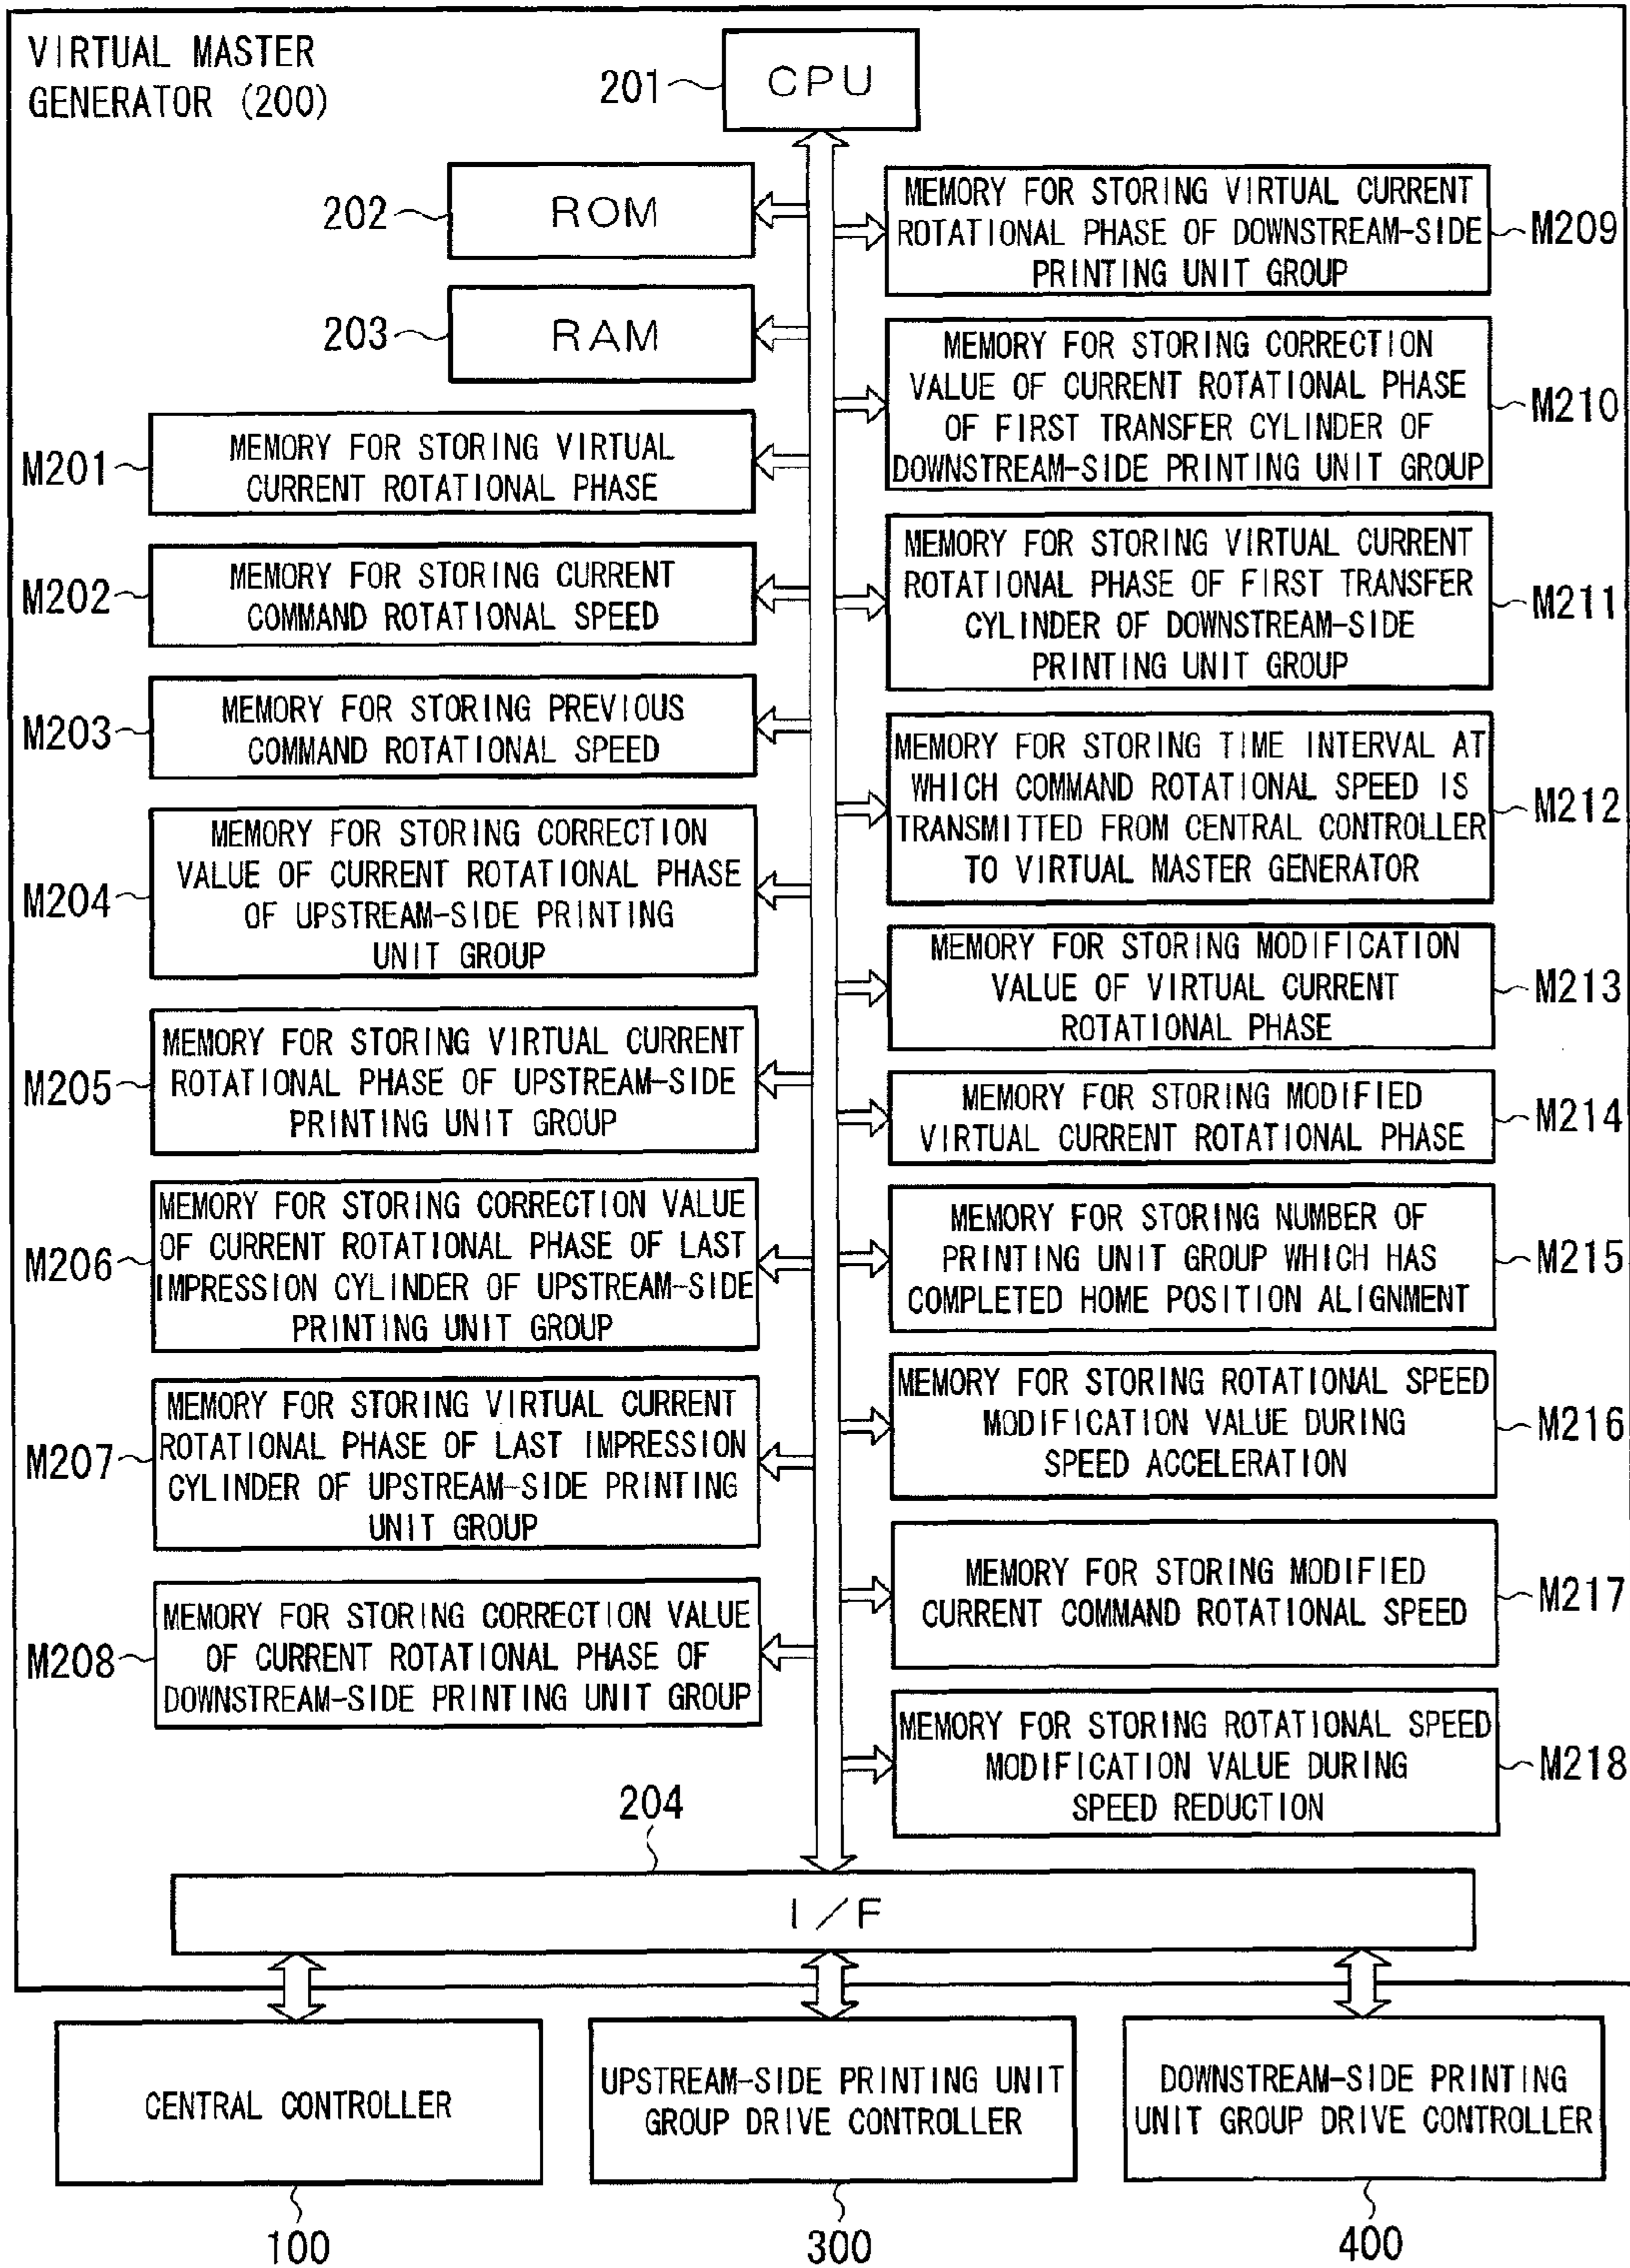 VIRTUAL MASTER
GENERATOR (200)
201
CPU
202
ROM
203
RAM
M201
MEMORY FOR STORING VIRTUAL
CURRENT ROTATIONAL PHASE
M202
MEMORY FOR STORING CURRENT
COMMAND ROTATIONAL SPEED
M203
MEMORY FOR STORING PREVIOUS
COMMAND ROTATIONAL SPEED
M204
MEMORY FOR STORING CORRECTION
VALUE OF CURRENT ROTATIONAL PHASE
OF UPSTREAM-SIDE PRINTING
UNIT GROUP
M205
MEMORY FOR STORING VIRTUAL CURRENT
ROTATIONAL PHASE OF UPSTREAM-SIDE
PRINTING UNIT GROUP
M206
MEMORY FOR STORING CORRECTION VALUE
OF CURRENT ROTATIONAL PHASE OF LAST
IMPRESSION CYLINDER OF UPSTREAM-SIDE
PRINTING UNIT GROUP
M207
MEMORY FOR STORING VIRTUAL CURRENT
ROTATIONAL PHASE OF LAST IMPRESSION
CYLINDER OF UPSTREAM-SIDE PRINTING
UNIT GROUP
M208
MEMORY FOR STORING CORRECTION VALUE
OF CURRENT ROTATIONAL PHASE OF
DOWNSTREAM-SIDE PRINTING UNIT GROUP
MEMORY FOR STORING VIRTUAL CURRENT
ROTATIONAL PHASE OF DOWNSTREAM-SIDE
PRINTING UNIT GROUP
M209
MEMORY FOR STORING CORRECTION
VALUE OF CURRENT ROTATIONAL PHASE
OF FIRST TRANSFER CYLINDER OF
DOWNSTREAM-SIDE PRINTING UNIT GROUP
M210
MEMORY FOR STORING VIRTUAL CURRENT
ROTATIONAL PHASE OF FIRST TRANSFER
CYLINDER OF DOWNSTREAM-SIDE
PRINTING UNIT GROUP
M211
MEMORY FOR STORING TIME INTERVAL AT
WHICH COMMAND ROTATIONAL SPEED IS
TRANSMITTED FROM CENTRAL CONTROLLER
TO VIRTUAL MASTER GENERATOR
M212
MEMORY FOR STORING MODIFICATION
VALUE OF VIRTUAL CURRENT
ROTATIONAL PHASE
M213
MEMORY FOR STORING MODIFIED
VIRTUAL CURRENT ROTATIONAL PHASE
M214
MEMORY FOR STORING NUMBER OF
PRINTING UNIT GROUP WHICH HAS
COMPLETED HOME POSITION ALIGNMENT
M215
MEMORY FOR STORING ROTATIONAL SPEED
MODIFICATION VALUE DURING
SPEED ACCELERATION
M216
MEMORY FOR STORING MODIFIED
CURRENT COMMAND ROTATIONAL SPEED
M217
MEMORY FOR STORING ROTATIONAL SPEED
MODIFICATION VALUE DURING
SPEED REDUCTION
M218
204
I/F
CENTRAL CONTROLLER
100
UPSTREAM-SIDE PRINTING UNIT
GROUP DRIVE CONTROLLER
300
DOWNSTREAM-SIDE PRINTING
UNIT GROUP DRIVE CONTROLLER
400